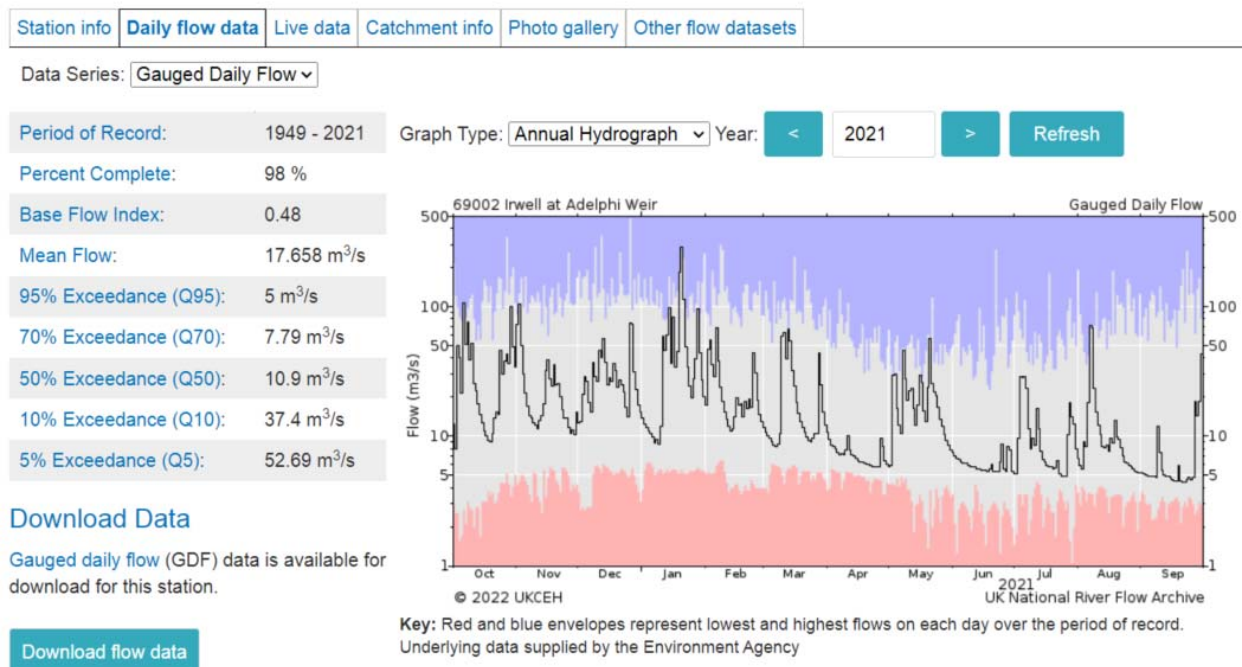 Station info Daily flow data Live data Catchment info Photo gallery Other flow datasets
Data Series: Gauged Daily Flow
Period of Record: 1949 - 2021
Percent Complete: 98 %
Base Flow Index: 0.48
Mean Flow: 17.658 m³/s
95% Exceedance (Q95): 5 m³/s
70% Exceedance (Q70): 7.79 m³/s
50% Exceedance (Q50): 10.9 m³/s
10% Exceedance (Q10): 37.4 m³/s
5% Exceedance (Q5): 52.69 m³/s
Download Data
Gauged daily flow (GDF) data is available for
download for this station.
Download flow data
Graph Type: Annual Hydrograph Year: < 2021 > Refresh
69002 Irwell at Adelphi Weir Gauged Daily Flow
500 500
100 100
50 50
10 10
5 5
1 1
Flow (m3/s)
Oct Nov Dec Jan Feb Mar Apr May Jun Jul Aug Sep
2021
© 2022 UKCEH UK National River Flow Archive
Key: Red and blue envelopes represent lowest and highest flows on each day over the period of record.
Underlying data supplied by the Environment Agency